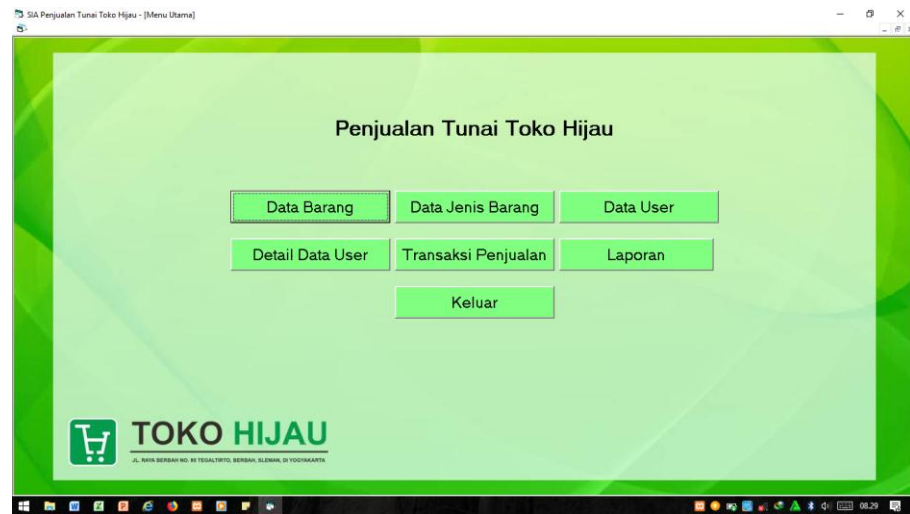 SIA Penjualan Tunai Toko Hijau - [Menu Utama]
Penjualan Tunai Toko Hijau
Data Barang Data Jenis Barang Data User
Detail Data User Transaksi Penjualan Laporan
Keluar
TOKO HIJAU
JL. RAYA BERBAH NO. 85 TEGALTIRTO, BERBAH, SLEMAN, DI YOGYAKARTA
08.29